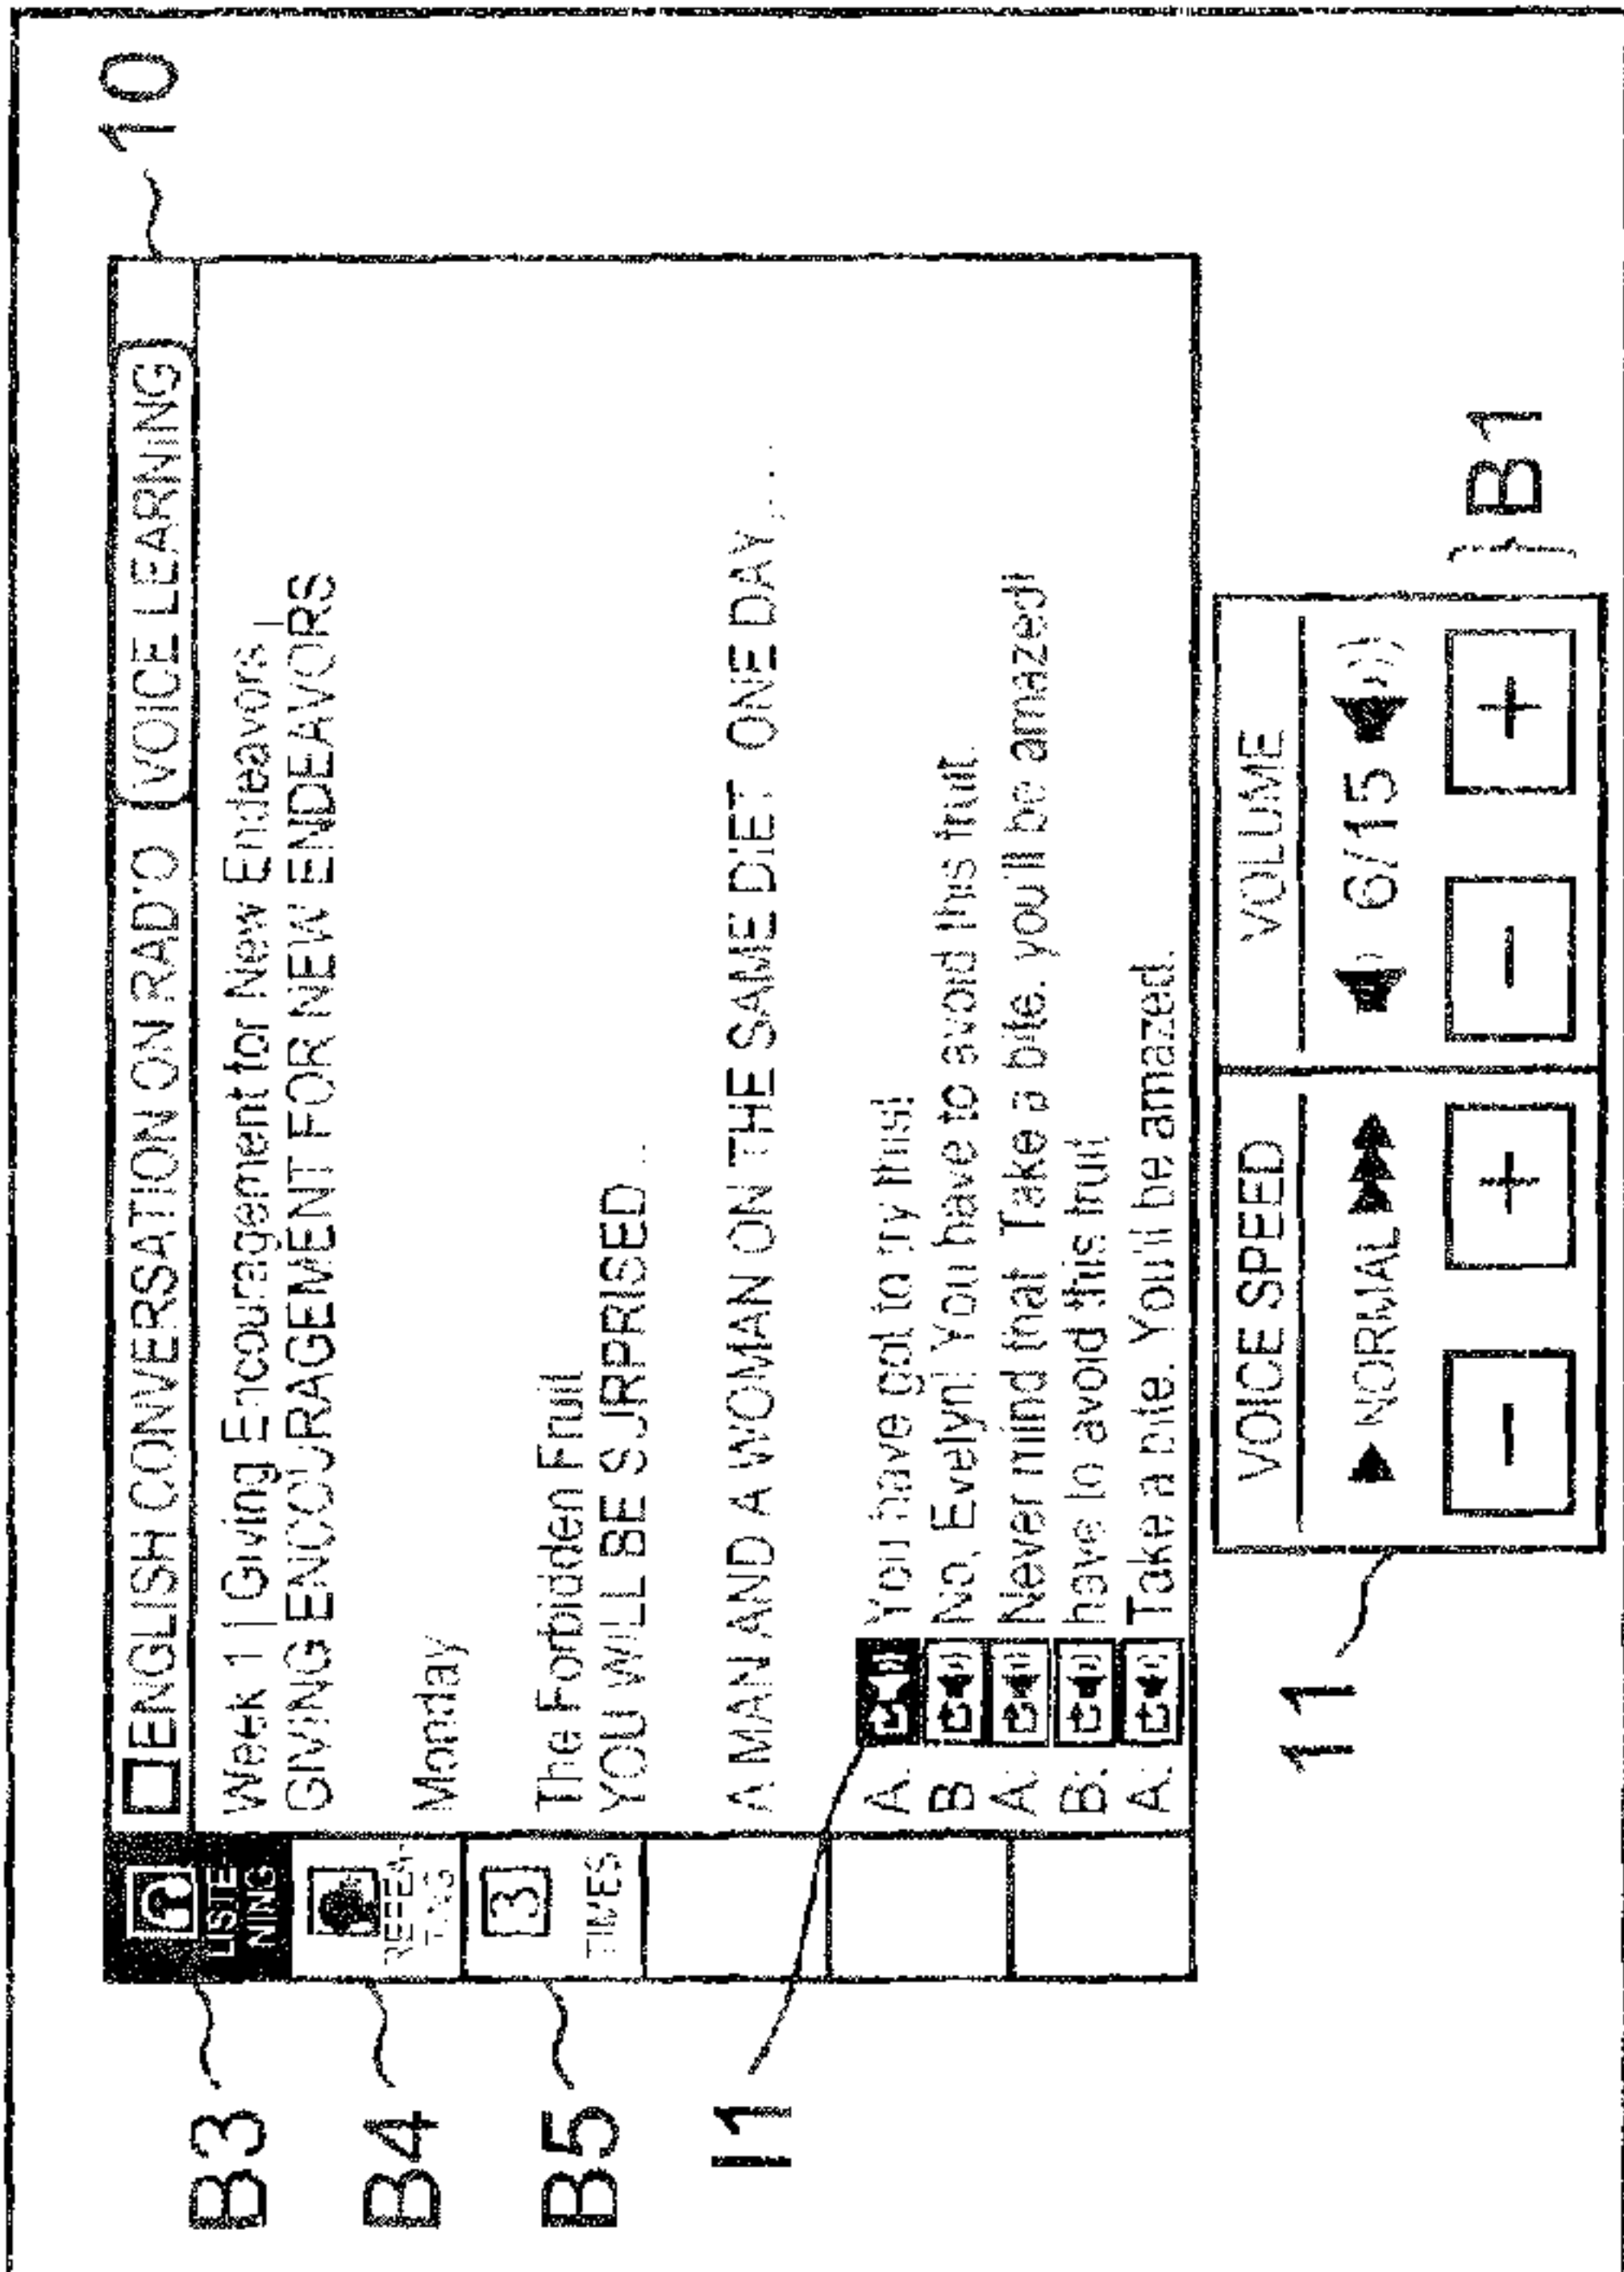 10
ENGLISH CONVERSATION ON RADIO (VOICE LEARNING)
Week 1 | Giving Encouragement for New Endeavors |
GIVING ENCOURAGEMENT FOR NEW ENDEAVORS
Monday
The Forbidden Fruit
YOU WILL BE SURPRISED...
A MAN AND A WOMAN ON THE SAME DIET ONE DAY....
A: You have got to try this!
B: No, Evelyn! You have to avoid this fruit.
A: Never mind that. Take a bite. you'll be amazed!
B: have to avoid this fruit
A: Take a bite. You'll be amazed.
B3
LISTE
NING
B4
REPEA-
TING
B5
3
TIMES
I1
11
VOICE SPEED
NORMAL
− +
VOLUME
6/15
− +
B1